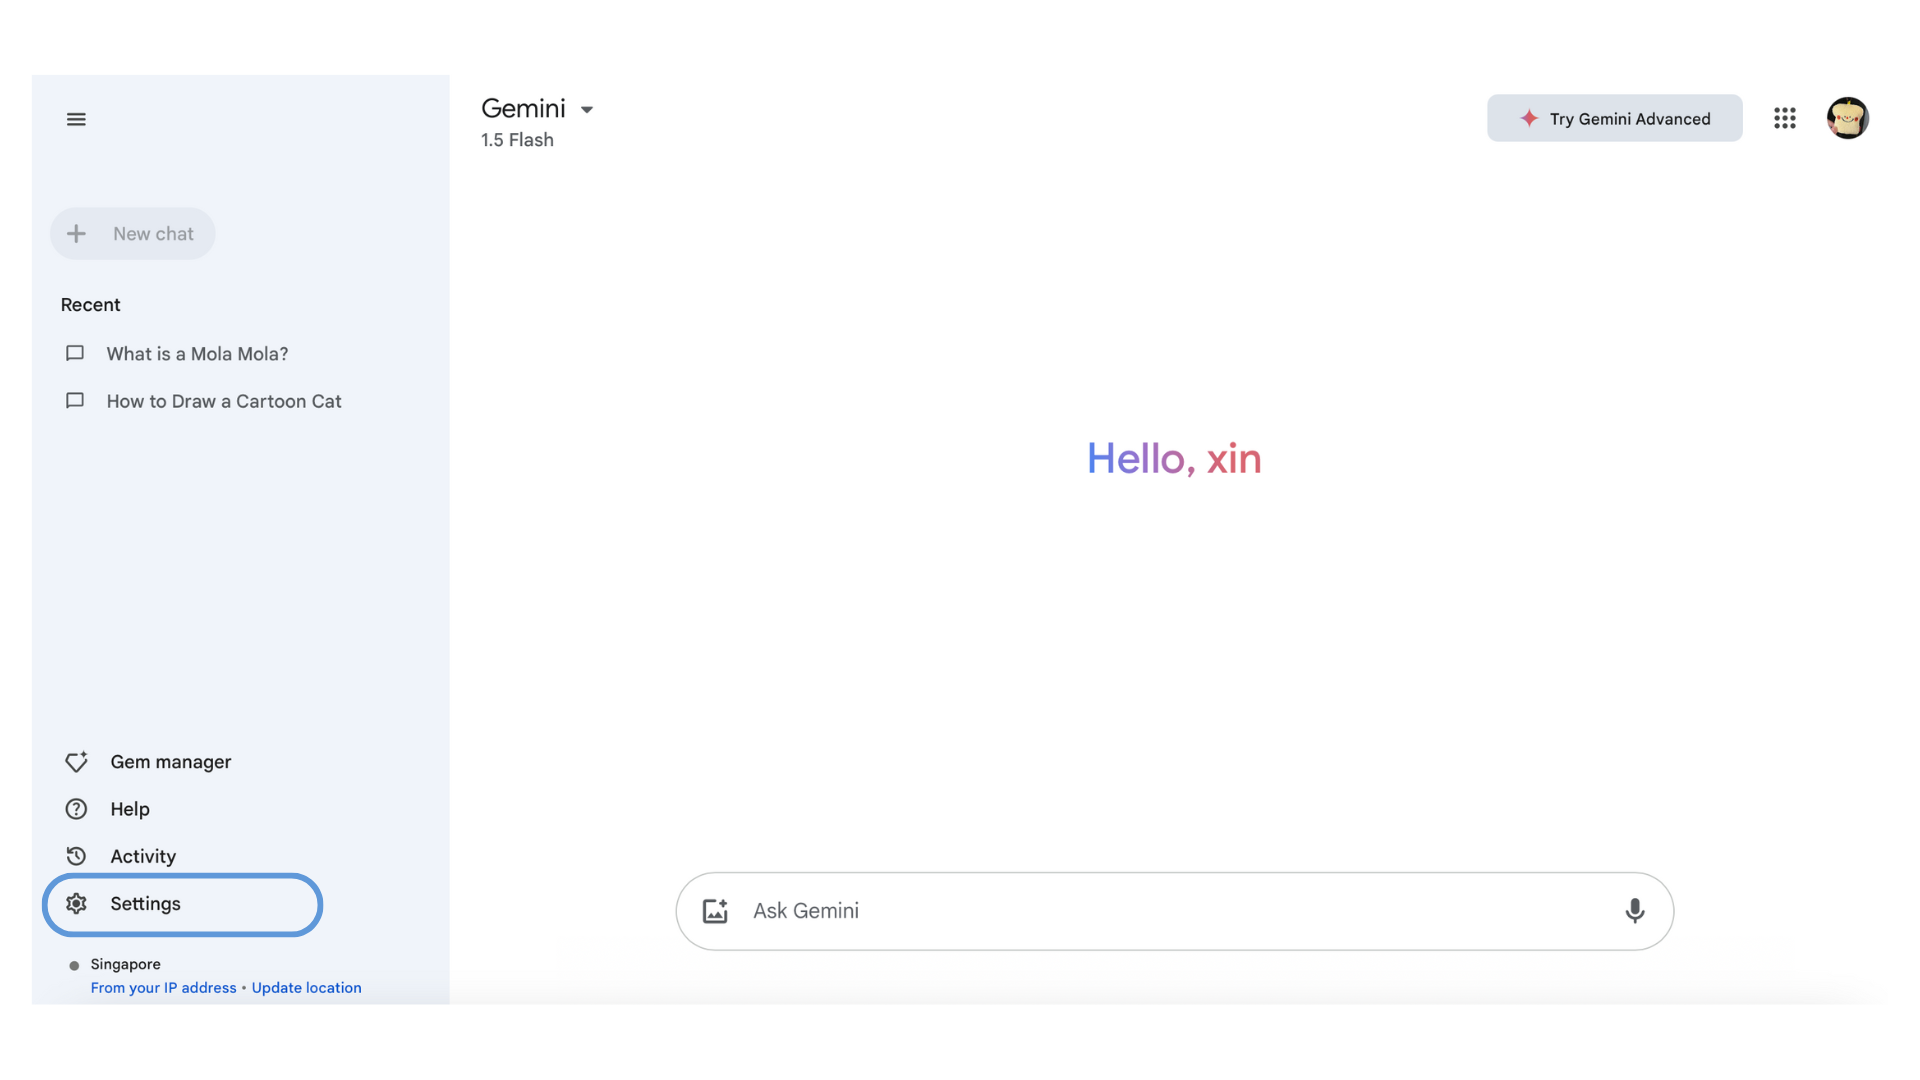 Gemini
1.5 Flash
Try Gemini Advanced
New chat
Recent
What is a Mola Mola?
How to Draw a Cartoon Cat
Hello, xin
Gem manager
Help
Activity
Settings
Singapore
From your IP address • Update location
Ask Gemini